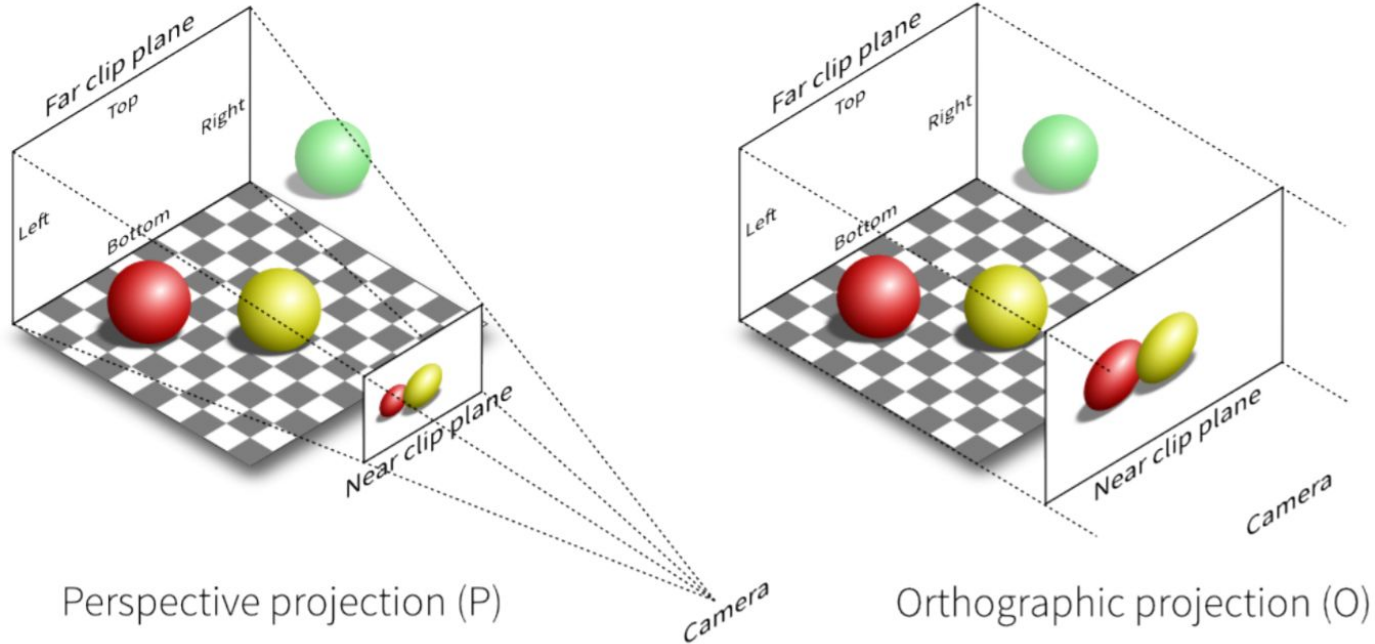 Far clip plane
Top
Right
Left
Bottom
Near clip plane
Camera
Perspective projection (P)
Far clip plane
Top
Right
Left
Bottom
Near clip plane
Camera
Orthographic projection (O)